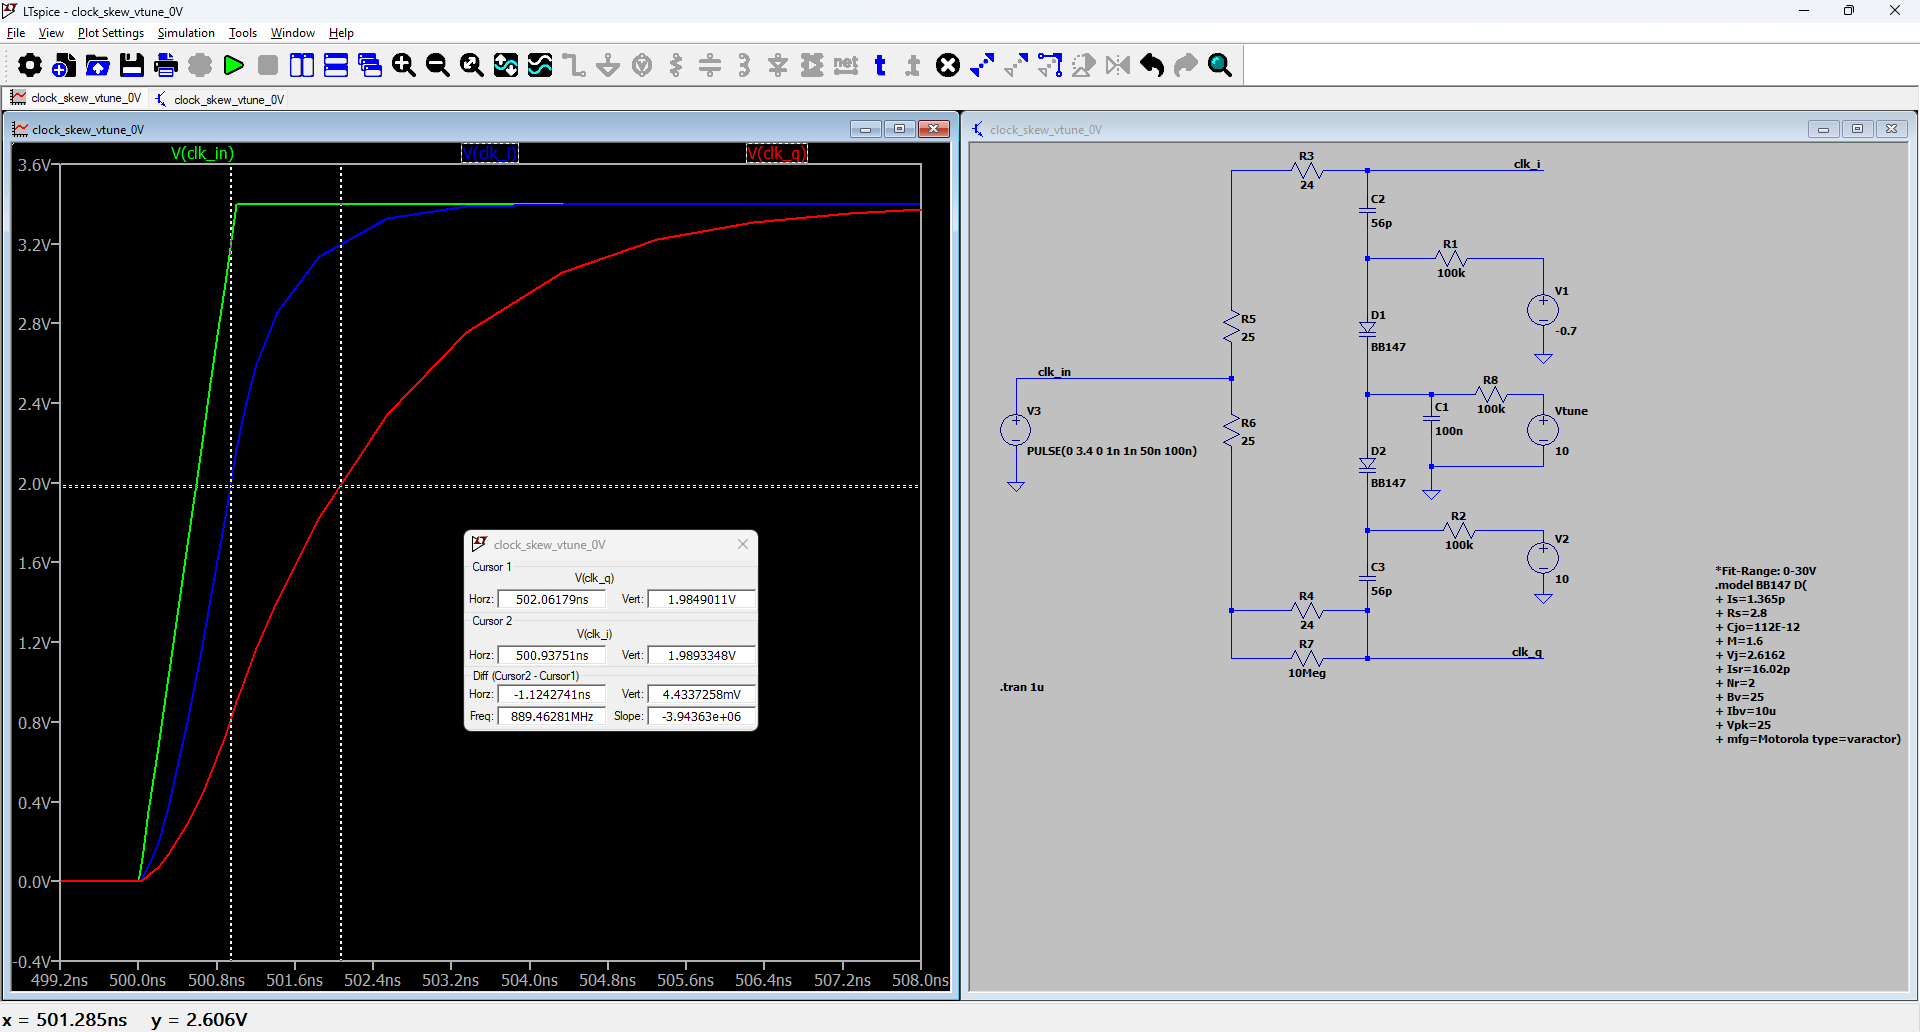 LTspice - clock_skew_vtune_0V
File View Plot Settings Simulation Tools Window Help
clock_skew_vtune_0V clock_skew_vtune_0V
clock_skew_vtune_0V
V(clk_in) V(clk_i) V(clk_q)
3.6V
3.2V
2.8V
2.4V
2.0V
1.6V
1.2V
0.8V
0.4V
0.0V
-0.4V
499.2ns 500.0ns 500.8ns 501.6ns 502.4ns 503.2ns 504.0ns 504.8ns 505.6ns 506.4ns 507.2ns 508.0ns
clock_skew_vtune_0V
Cursor 1
V(clk_q)
Horz: 502.06179ns Vert: 1.9849011V
Cursor 2
V(clk_i)
Horz: 500.93751ns Vert: 1.9893348V
Diff (Cursor2 - Cursor1)
Horz: -1.1242741ns Vert: 4.4337258mV
Freq: 889.46281MHz Slope: -3.94363e+06
clock_skew_vtune_0V
R3
24
clk_i
C2
56p
R1
100k
V1
-0.7
R5
25
D1
BB147
clk_in
V3
PULSE(0 3.4 0 1n 1n 50n 100n)
R6
25
R8
100k
C1
100n
Vtune
10
D2
BB147
R2
100k
V2
10
C3
56p
R4
24
R7
10Meg
clk_q
.tran 1u
*Fit-Range: 0-30V
.model BB147 D(
+ Is=1.365p
+ Rs=2.8
+ Cjo=112E-12
+ M=1.6
+ Vj=2.6162
+ Isr=16.02p
+ Nr=2
+ Bv=25
+ Ibv=10u
+ Vpk=25
+ mfg=Motorola type=varactor)
x = 501.285ns y = 2.606V